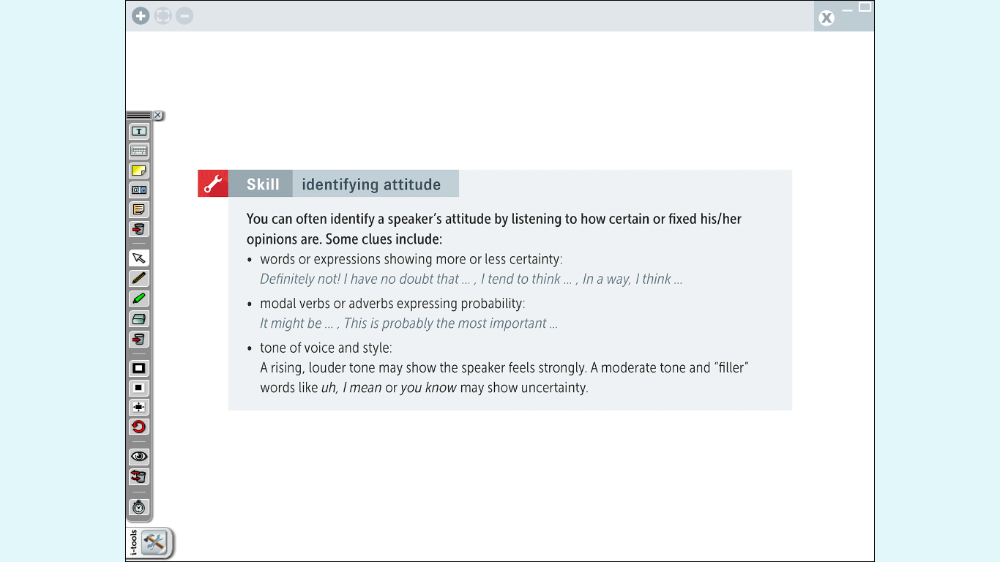 Skill identifying attitude
You can often identify a speaker’s attitude by listening to how certain or fixed his/her
opinions are. Some clues include:
• words or expressions showing more or less certainty:
Definitely not! I have no doubt that ... , I tend to think ... , In a way, I think ...
• modal verbs or adverbs expressing probability:
It might be ... , This is probably the most important ...
• tone of voice and style:
A rising, louder tone may show the speaker feels strongly. A moderate tone and “filler”
words like uh, I mean or you know may show uncertainty.
T
i-tools